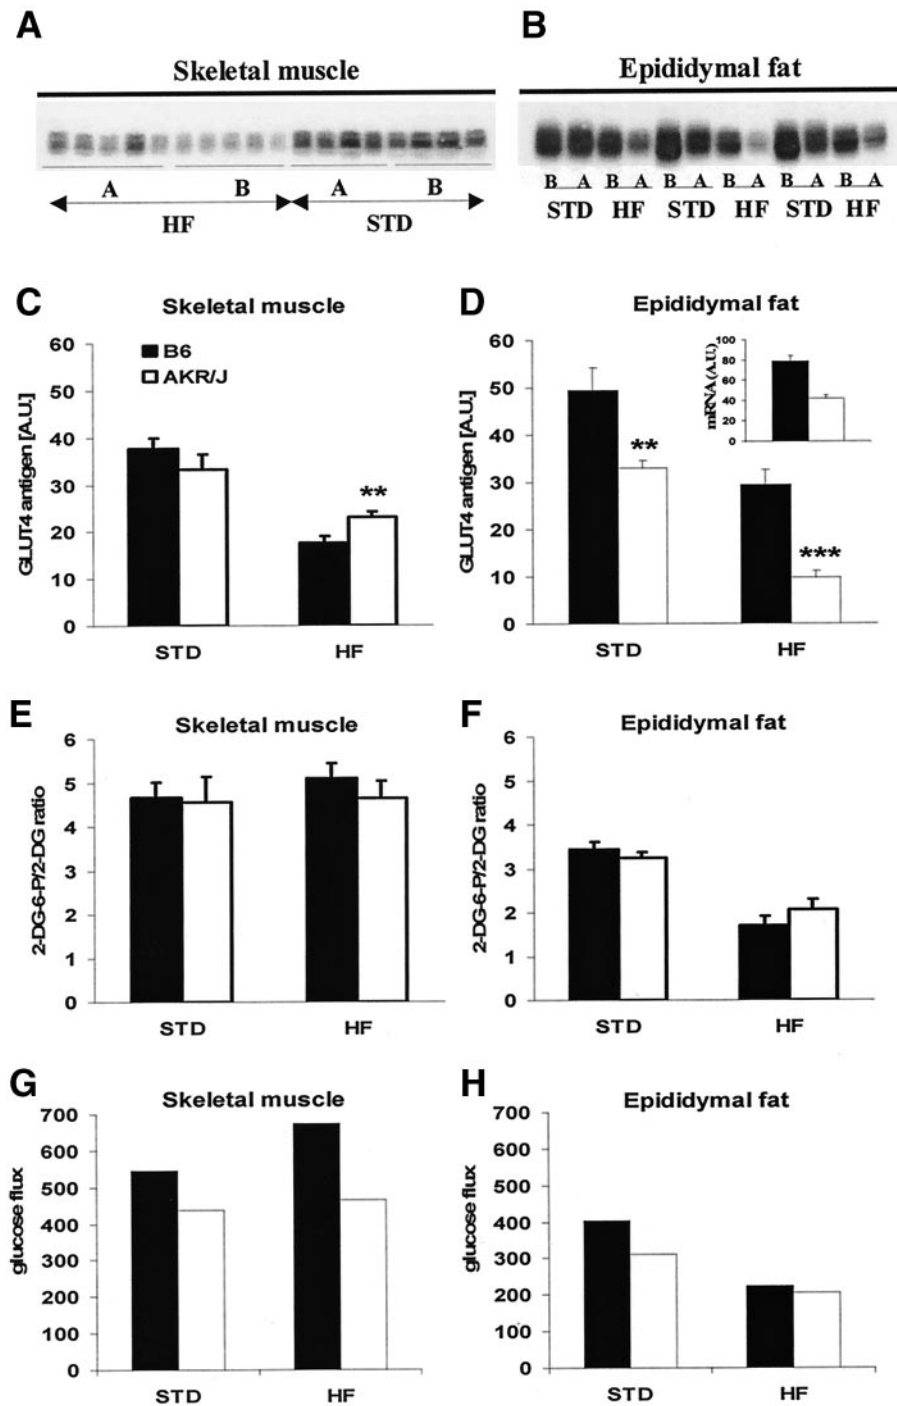 A
Skeletal muscle
A B A B
HF STD
B
Epididymal fat
B A B A B A B A B A B A
STD HF STD HF STD HF
C
Skeletal muscle
B6
AKR/J
GLUT4 antigen [A.U.]
60
50
40
30
20
10
0
**
STD HF
D
Epididymal fat
GLUT4 antigen [A.U.]
60
50
40
30
20
10
0
**
***
mRNA (A.U.)
100
80
60
40
20
0
STD HF
E
Skeletal muscle
2-DG-6-P/2-DG ratio
6
5
4
3
2
1
0
STD HF
F
Epididymal fat
2-DG-6-P/2-DG ratio
6
5
4
3
2
1
0
STD HF
G
Skeletal muscle
glucose flux
700
600
500
400
300
200
100
0
STD HF
H
Epididymal fat
glucose flux
700
600
500
400
300
200
100
0
STD HF